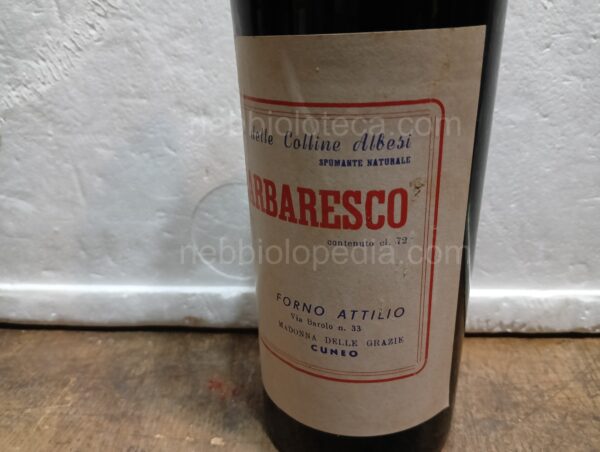 nebbioloteca.com
delle Colline Albesi
SPUMANTE NATURALE
ARBARESCO
contenuto cl. 72
nebbiolopedia.com
FORNO ATTILIO
Via Barolo n. 33
MADONNA DELLE GRAZIE
CUNEO